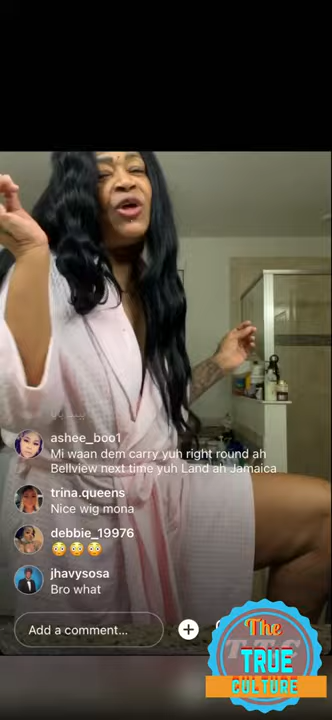 ashee_boo1
Mi waan dem carry yuh right round ah
Bellview next time yuh Land ah Jamaica
trina.queens
Nice wig mona
debbie_19976
😳😳😳
jhavysosa
Bro what
Add a comment...
The
TRUE
CULTURE